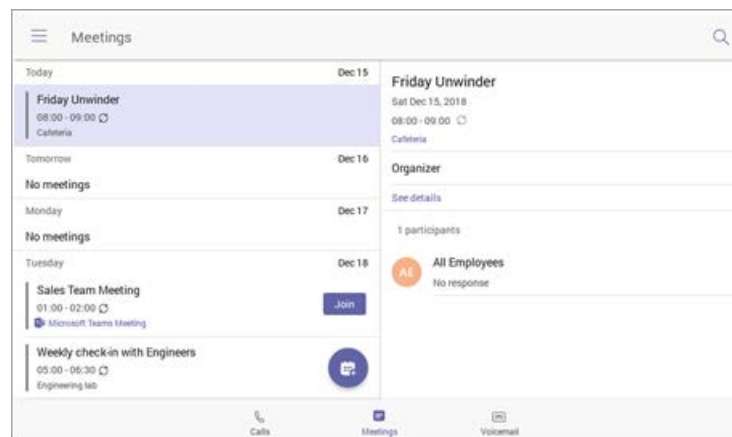 Meetings
Today Dec 15
Friday Unwinder
08:00 - 09:00
Cafeteria
Tomorrow Dec 16
No meetings
Monday Dec 17
No meetings
Tuesday Dec 18
Sales Team Meeting
01:00 - 02:00
Join
Microsoft Teams Meeting
Weekly check-in with Engineers
05:00 - 06:30
Engineering lab
Friday Unwinder
Sat Dec 15, 2018
08:00 - 09:00
Cafeteria
Organizer
See details
1 participants
AE
All Employees
No response
Calls
Meetings
Voicemail